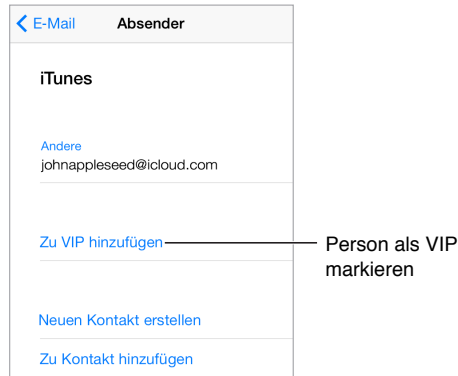 E-Mail Absender
iTunes
Andere
johnappleseed@icloud.com
Zu VIP hinzufügen
Person als VIP
markieren
Neuen Kontakt erstellen
Zu Kontakt hinzufügen